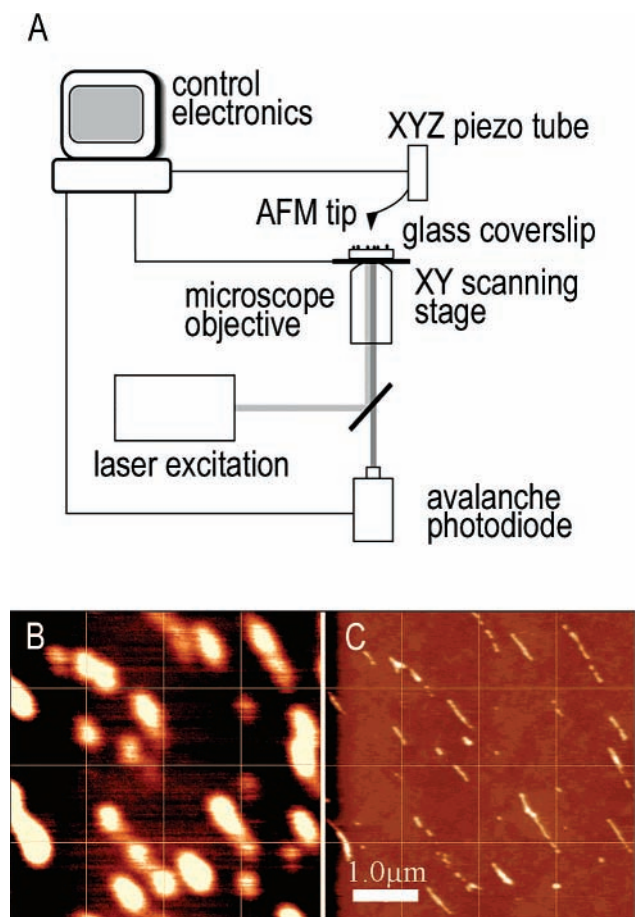 A
control
electronics
XYZ piezo tube
AFM tip
glass coverslip
microscope
objective
XY scanning
stage
laser excitation
avalanche
photodiode
B
C
1.0µm